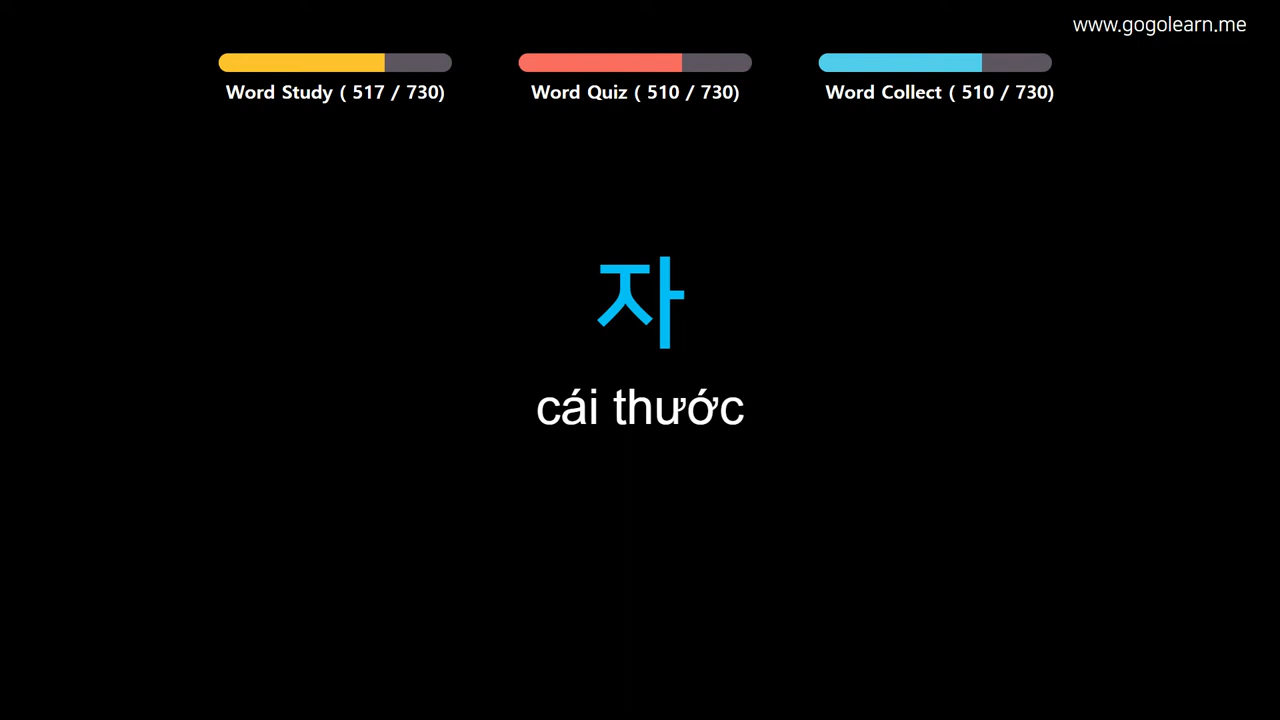 www.gogolearn.me
Word Study ( 517 / 730)
Word Quiz ( 510 / 730)
Word Collect ( 510 / 730)
자
cái thước